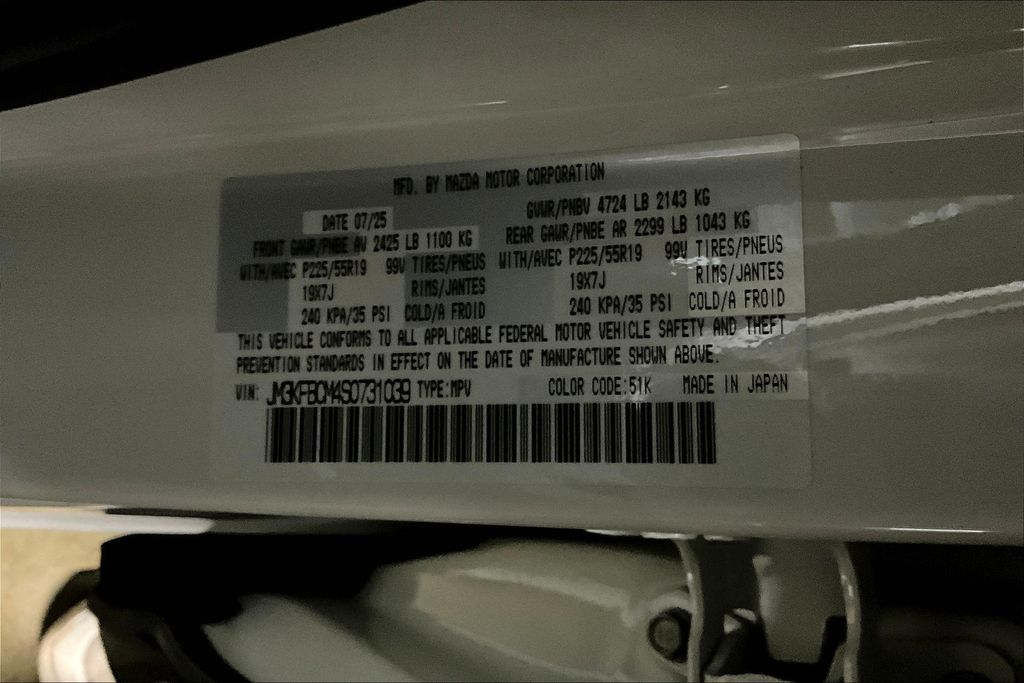 MFD. BY MAZDA MOTOR CORPORATION
DATE 07/25 GVWR/PNBV 4724 LB 2143 KG
FRONT GAWR/PNBE AV 2425 LB 1100 KG REAR GAWR/PNBE AR 2299 LB 1043 KG
WITH/AVEC P225/55R19 99V TIRES/PNEUS WITH/AVEC P225/55R19 99V TIRES/PNEUS
19X7J RIMS/JANTES 19X7J RIMS/JANTES
240 KPA/35 PSI COLD/A FROID 240 KPA/35 PSI COLD/A FROID
THIS VEHICLE CONFORMS TO ALL APPLICABLE FEDERAL MOTOR VEHICLE SAFETY AND THEFT
PREVENTION STANDARDS IN EFFECT ON THE DATE OF MANUFACTURE SHOWN ABOVE.
VIN: JM3KFBCM4S0731039 TYPE:MPV COLOR CODE:51K MADE IN JAPAN